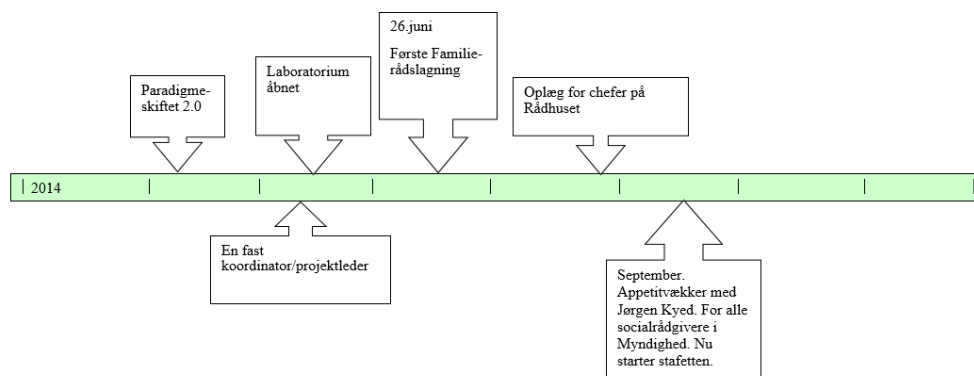 26.juni
Første Familie-
rådslagning
Laboratorium
åbnet
Paradigme-
skiftet 2.0
Oplæg for chefer på
Rådhuset
2014
En fast
koordinator/projektleder
September.
Appetitvækker med
Jørgen Kyed. For alle
socialrådgivere i
Myndighed. Nu
starter stafetten.